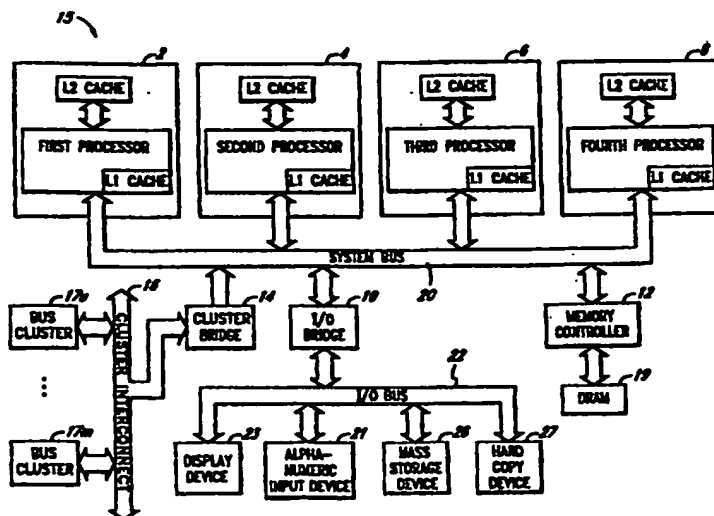 15
2
4
6
8
L2 CACHE
L2 CACHE
L2 CACHE
L2 CACHE
FIRST PROCESSOR
SECOND PROCESSOR
THIRD PROCESSOR
FOURTH PROCESSOR
L1 CACHE
L1 CACHE
L1 CACHE
L1 CACHE
SYSTEM BUS
20
17a
BUS
CLUSTER
CLUSTER INTERCONNECT
14
CLUSTER
BRIDGE
I/O
BRIDGE
12
MEMORY
CONTROLLER
19
DRAM
...
17m
BUS
CLUSTER
22
I/O BUS
23
DISPLAY
DEVICE
21
ALPHA-
NUMERIC
INPUT DEVICE
MASS
STORAGE
DEVICE
27
HARD
COPY
DEVICE